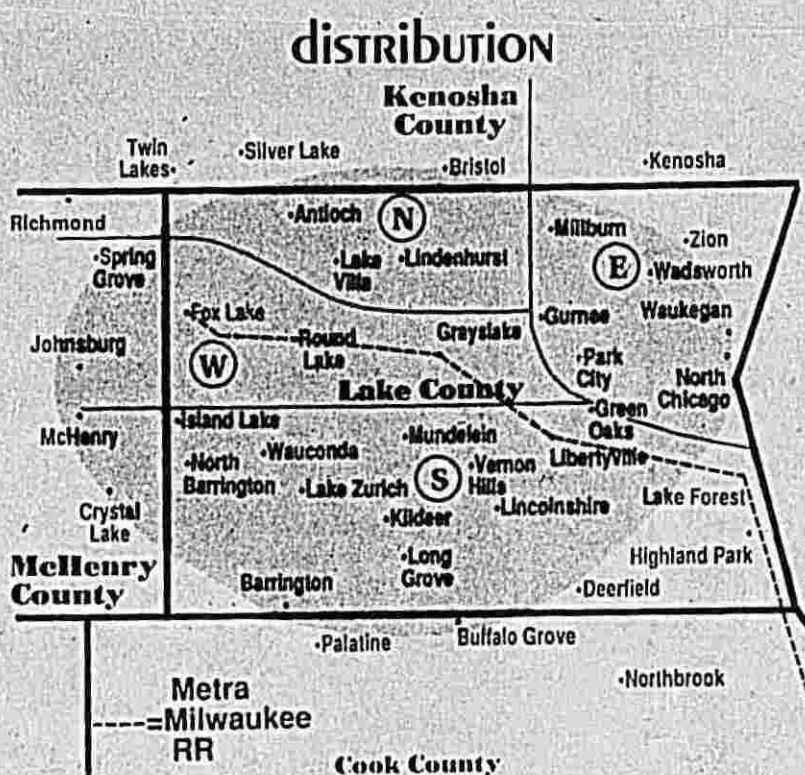 distribution
Kenosha
County
Twin
Lakes
Silver Lake
Bristol
Kenosha
Richmond
Antioch
N
Millburn
Zion
Spring
Grove
Lake
Villa
Lindenhurst
E
Wadsworth
Fox Lake
Gurnee
Waukegan
Johnsburg
Round
Lake
Grayslake
W
Park
City
North
Chicago
Lake County
Green
Oaks
Island Lake
McHenry
Mundelein
Wauconda
North
Barrington
Lake Zurich
S
Vernon
Hills
Libertyville
Crystal
Lake
Kildeer
Lincolnshire
Lake Forest
McHenry
County
Long
Grove
Highland Park
Barrington
Deerfield
Palatine
Buffalo Grove
Northbrook
Metra
----=Milwaukee
RR
Cook County